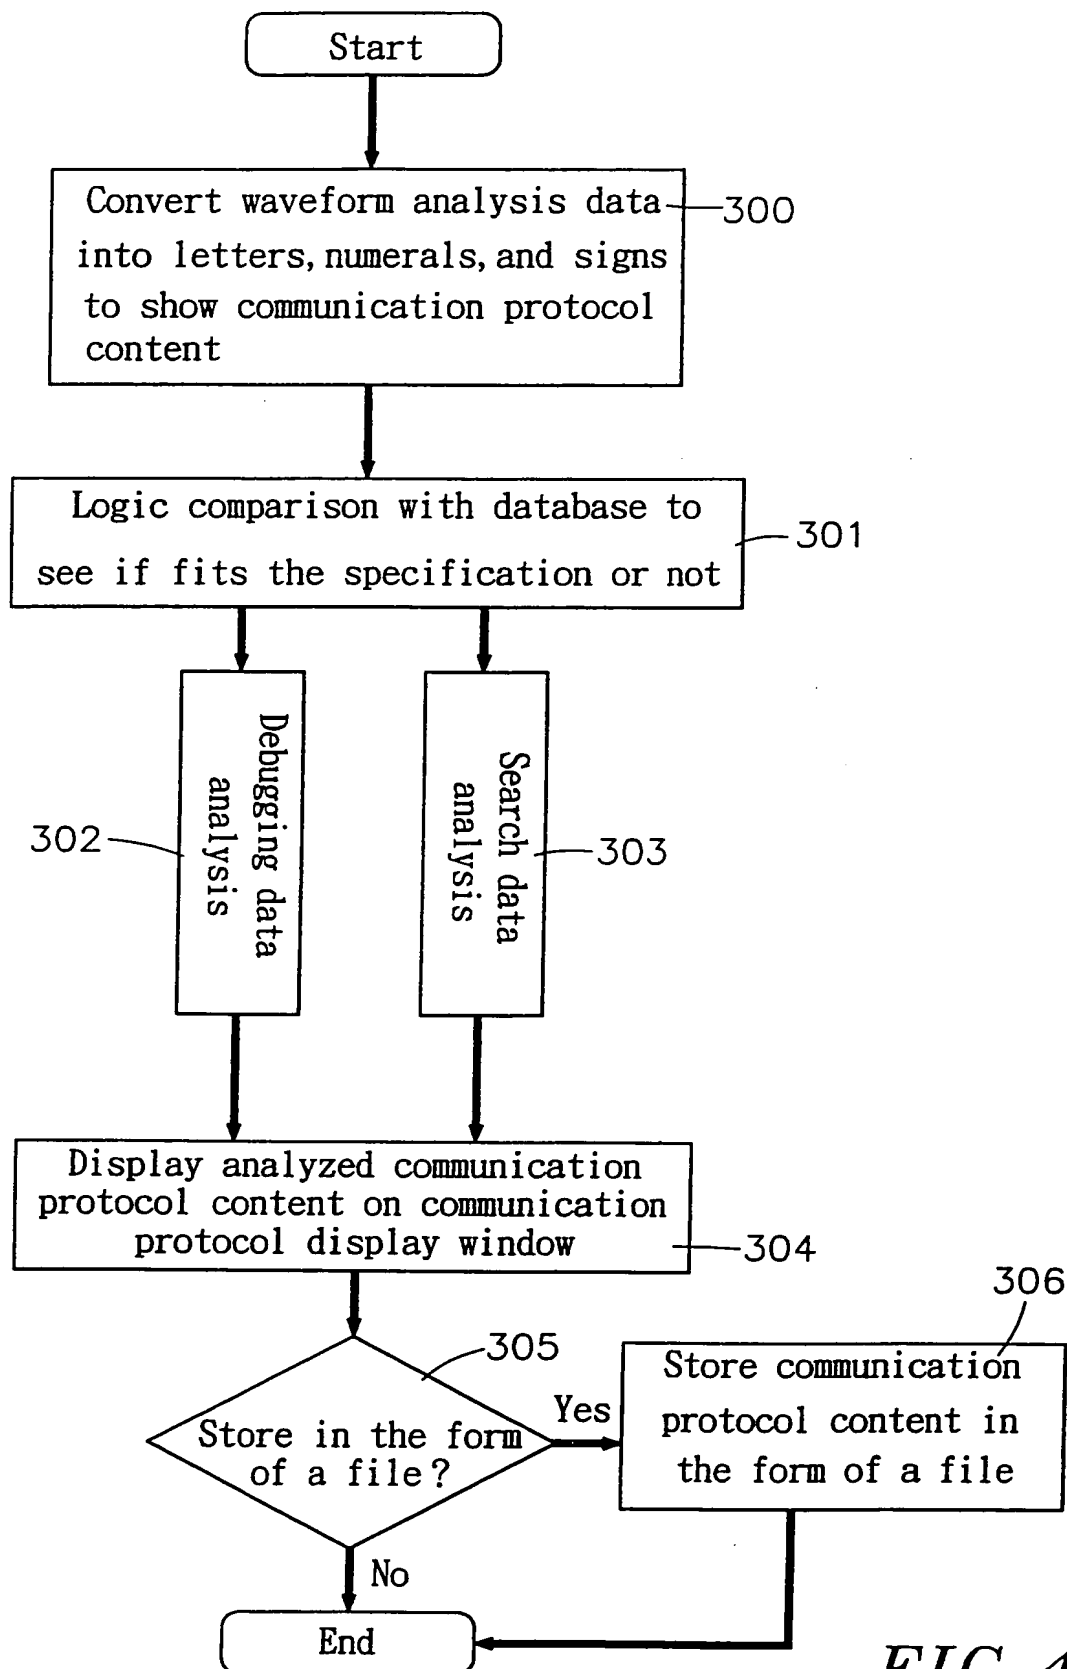 Start
Convert waveform analysis data
into letters, numerals, and signs
to show communication protocol
content
300
Logic comparison with database to
see if fits the specification or not
301
Debugging data
analysis
302
Search data
analysis
303
Display analyzed communication
protocol content on communication
protocol display window
304
305
Store in the form
of a file?
Yes
306
Store communication
protocol content in
the form of a file
No
End
FIG. 4